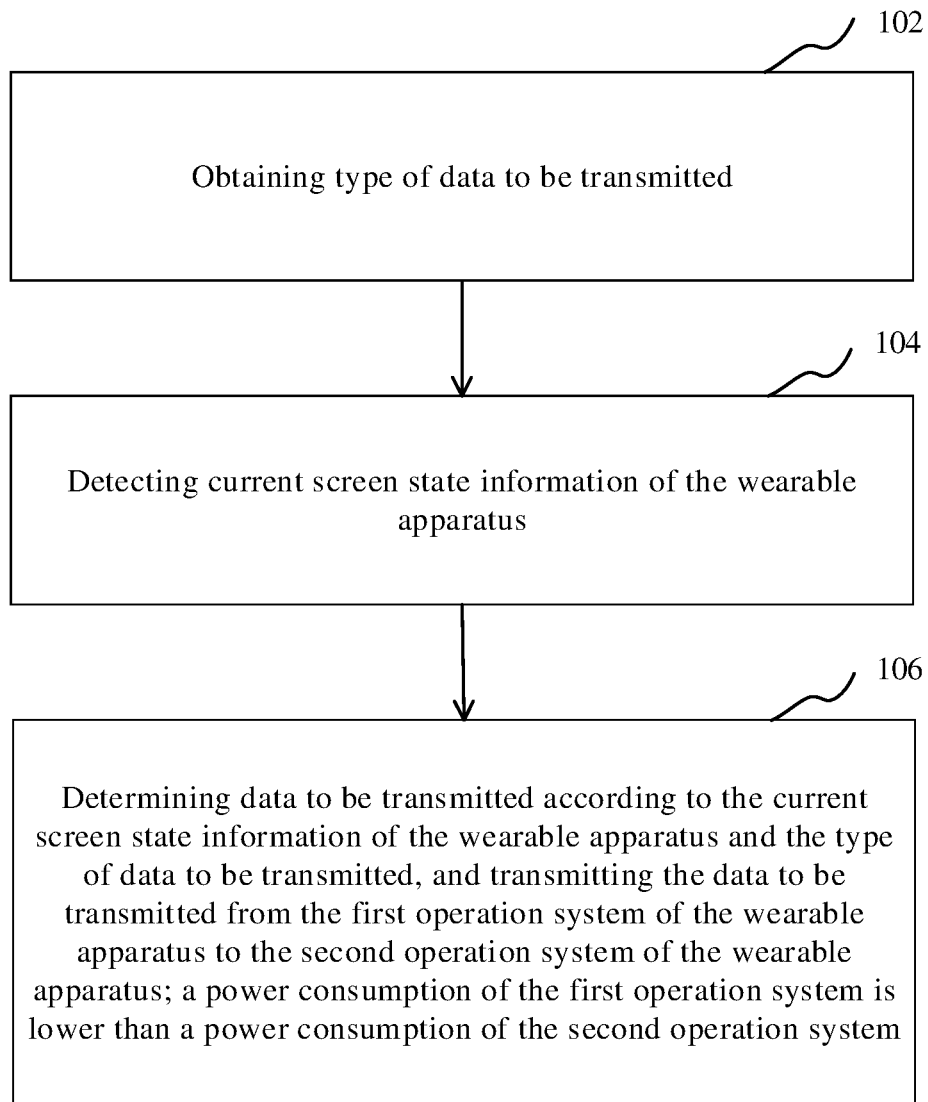 102
Obtaining type of data to be transmitted
104
Detecting current screen state information of the wearable
apparatus
106
Determining data to be transmitted according to the current
screen state information of the wearable apparatus and the type
of data to be transmitted, and transmitting the data to be
transmitted from the first operation system of the wearable
apparatus to the second operation system of the wearable
apparatus; a power consumption of the first operation system is
lower than a power consumption of the second operation system